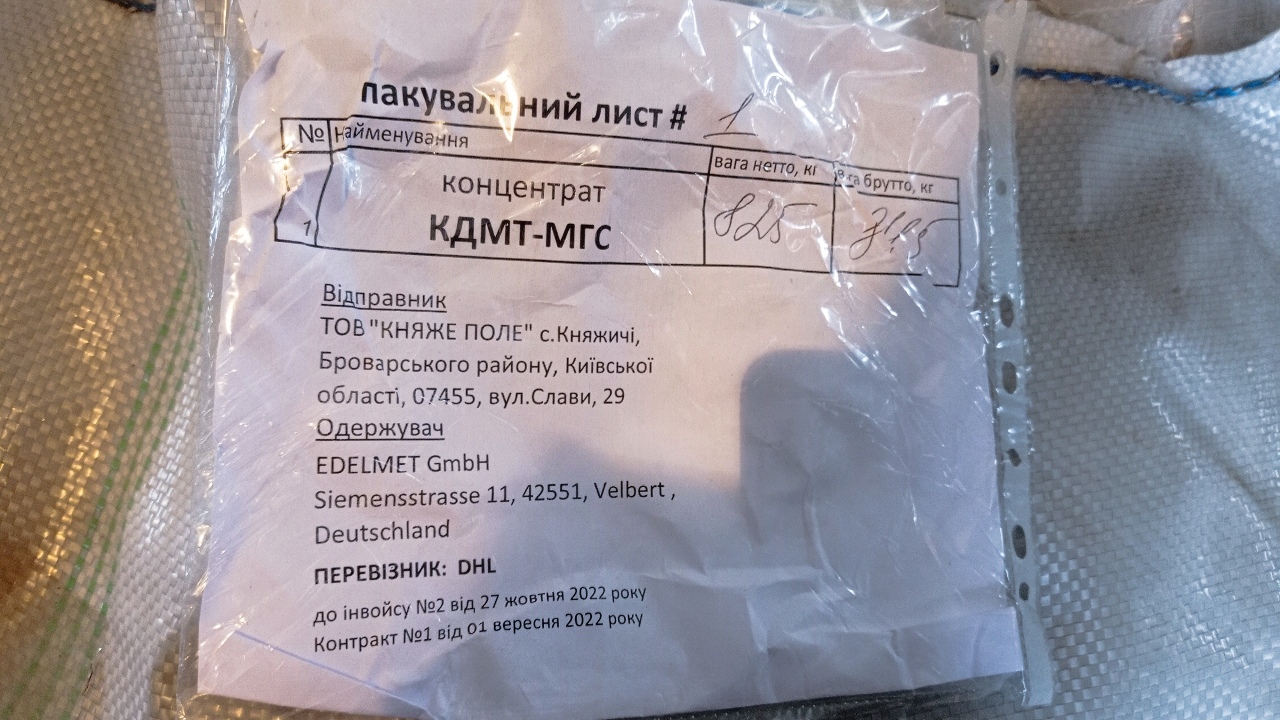 пакувальний лист # 1
№ Найменування вага нетто, кг вага брутто, кг
концентрат
1 КДМТ-МГС 825
Відправник
ТОВ "КНЯЖЕ ПОЛЕ" с.Княжичі,
Броварського району, Київської
області, 07455, вул.Слави, 29
Одержувач
EDELMET GmbH
Siemensstrasse 11, 42551, Velbert ,
Deutschland
ПЕРЕВІЗНИК: DHL
до інвойсу №2 від 27 жовтня 2022 року
Контракт №1 від 01 вересня 2022 року